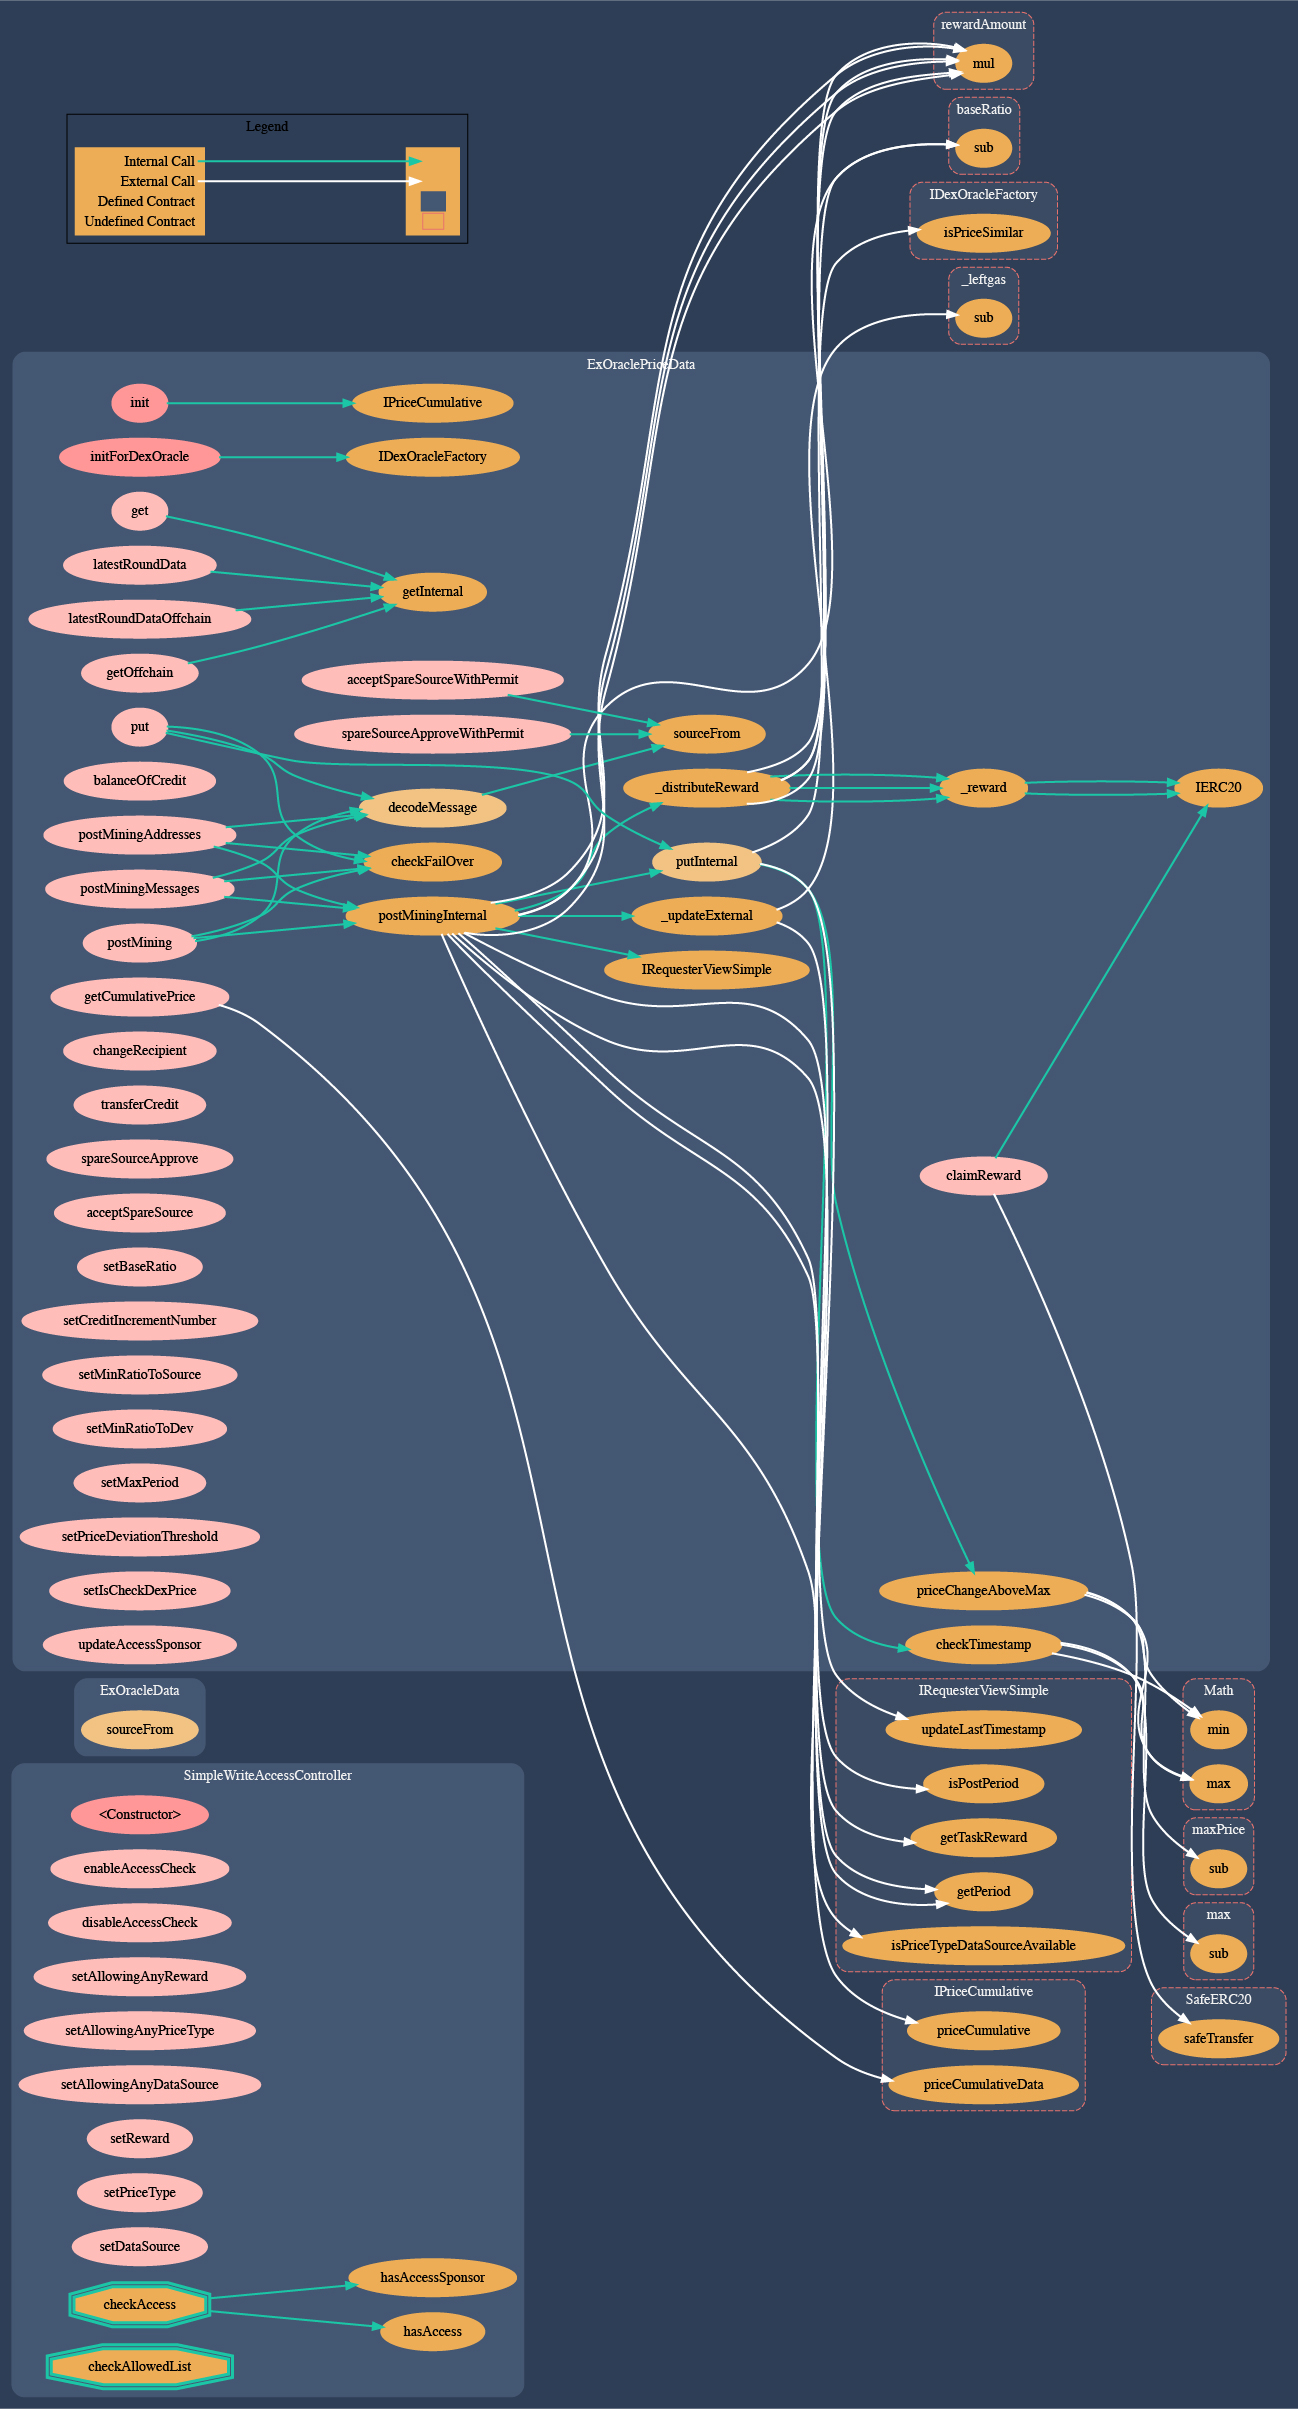 rewardAmount
mul
baseRatio
sub
IDexOracleFactory
isPriceSimilar
_leftgas
sub
Legend
Internal Call
External Call
Defined Contract
Undefined Contract
ExOraclePriceData
init
IPriceCumulative
initForDexOracle
IDexOracleFactory
get
latestRoundData
getInternal
latestRoundDataOffchain
getOffchain
acceptSpareSourceWithPermit
put
spareSourceApproveWithPermit
sourceFrom
balanceOfCredit
_distributeReward
_reward
IERC20
decodeMessage
postMiningAddresses
checkFailOver
putInternal
postMiningMessages
postMiningInternal
_updateExternal
postMining
IRequesterViewSimple
getCumulativePrice
changeRecipient
transferCredit
spareSourceApprove
claimReward
acceptSpareSource
setBaseRatio
setCreditIncrementNumber
setMinRatioToSource
setMinRatioToDev
setMaxPeriod
setPriceDeviationThreshold
setIsCheckDexPrice
priceChangeAboveMax
updateAccessSponsor
checkTimestamp
ExOracleData
sourceFrom
IRequesterViewSimple
updateLastTimestamp
isPostPeriod
getTaskReward
getPeriod
isPriceTypeDataSourceAvailable
Math
min
max
maxPrice
sub
max
sub
SafeERC20
safeTransfer
IPriceCumulative
priceCumulative
priceCumulativeData
SimpleWriteAccessController
<Constructor>
enableAccessCheck
disableAccessCheck
setAllowingAnyReward
setAllowingAnyPriceType
setAllowingAnyDataSource
setReward
setPriceType
setDataSource
hasAccessSponsor
checkAccess
hasAccess
checkAllowedList